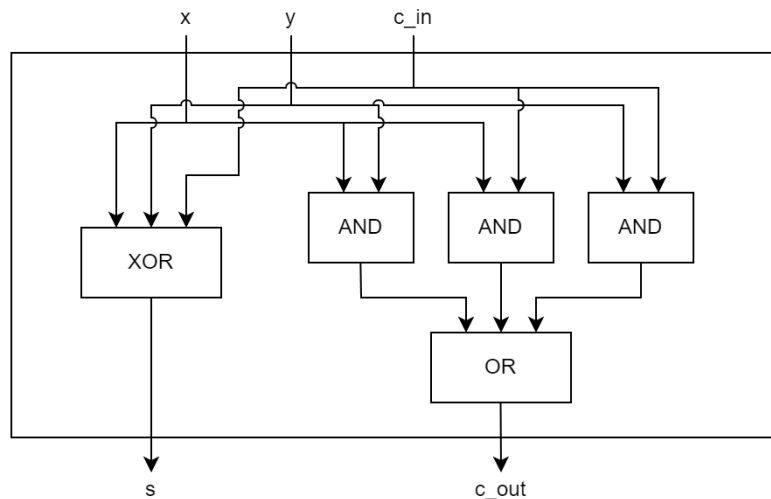 x y c_in
AND AND AND
XOR
OR
s c_out